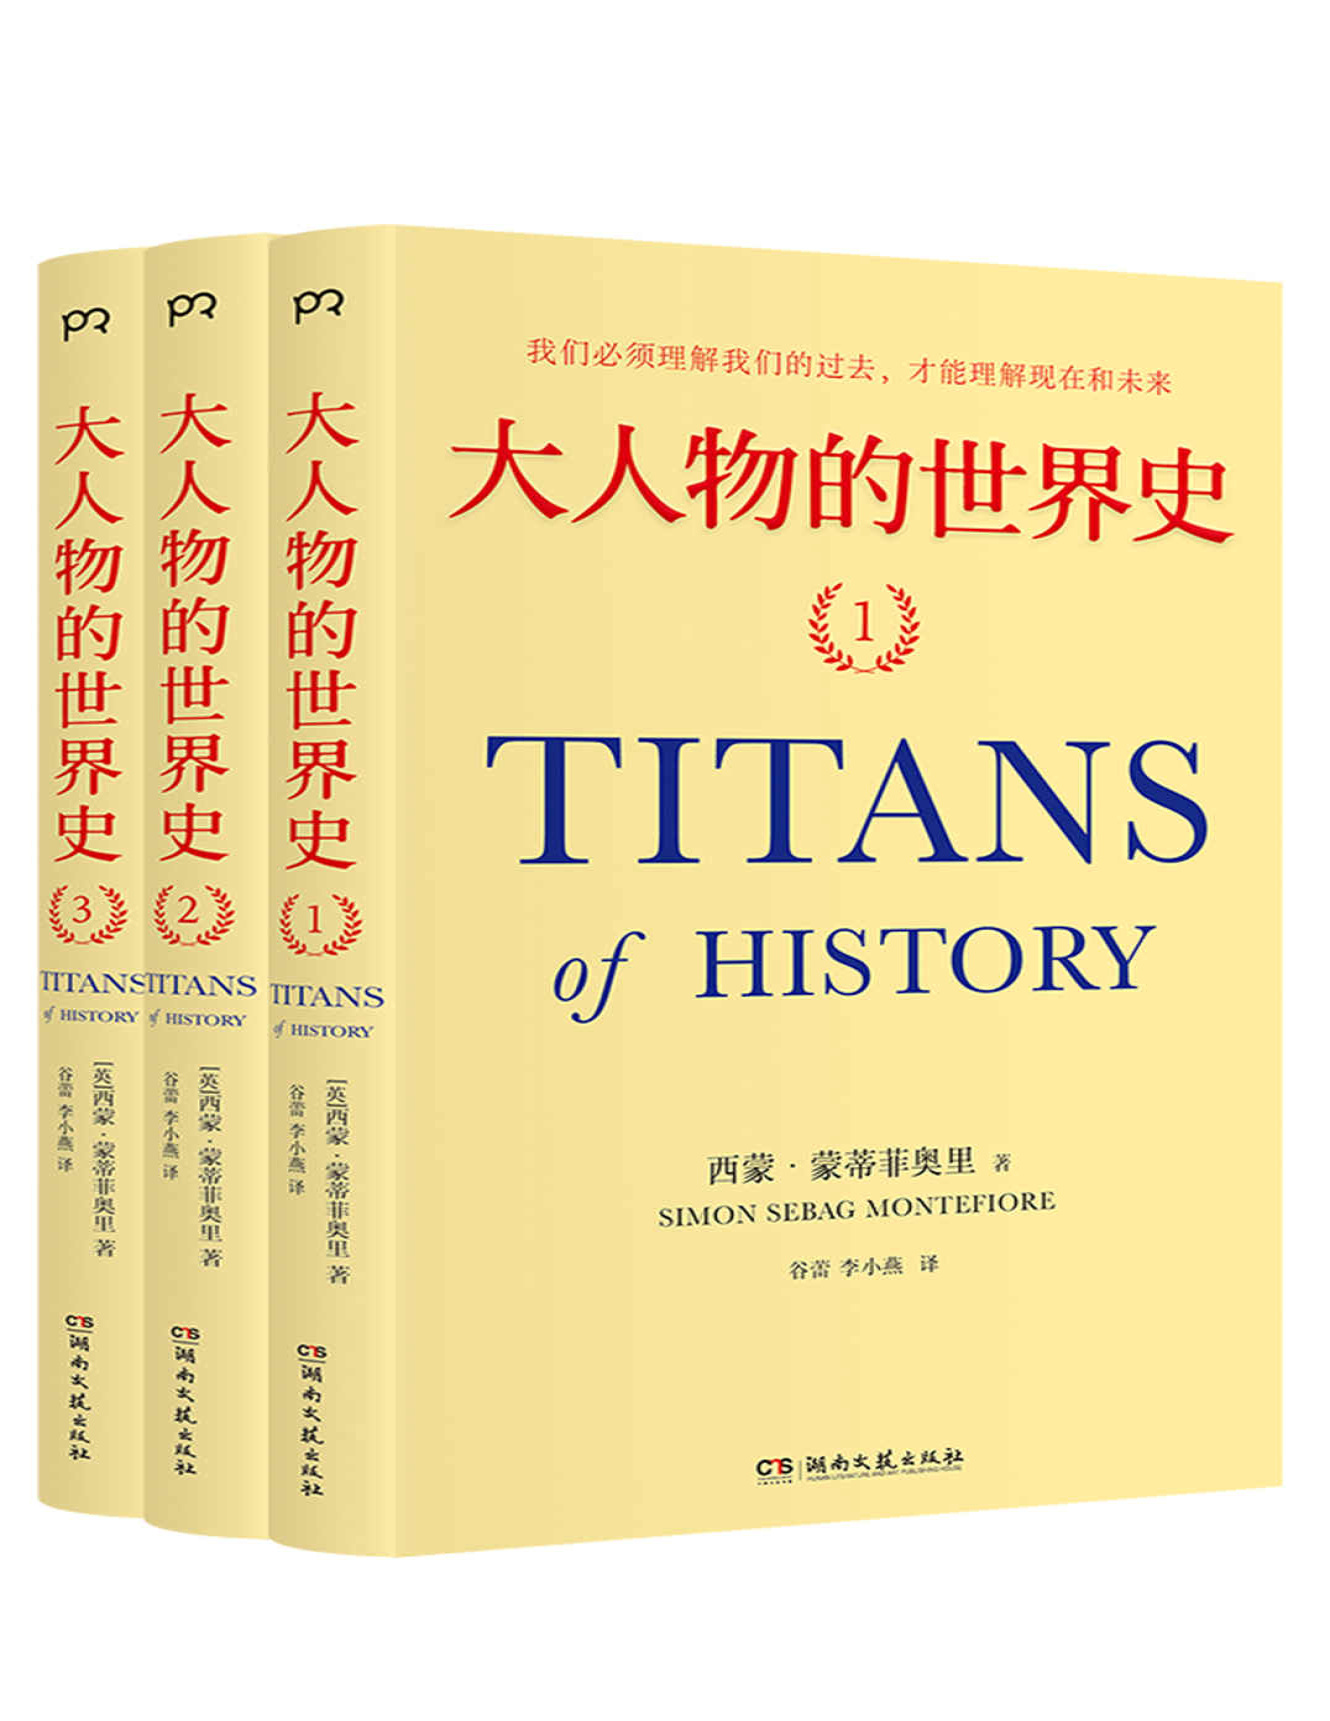 我们必须理解我们的过去，才能理解现在和未来
大人物的世界史
1
TITANS
of HISTORY
西蒙·蒙蒂菲奥里 著
SIMON SEBAG MONTEFIORE
谷蕾 李小燕 译
湖南文艺出版社
大人物的世界史
1
TITANS
of HISTORY
[英]西蒙·蒙蒂菲奥里 著
谷蕾 李小燕 译
湖南文艺出版社
大人物的世界史
2
TITANS
of HISTORY
[英]西蒙·蒙蒂菲奥里 著
谷蕾 李小燕 译
湖南文艺出版社
大人物的世界史
3
TITANS
of HISTORY
[英]西蒙·蒙蒂菲奥里 著
谷蕾 李小燕 译
湖南文艺出版社